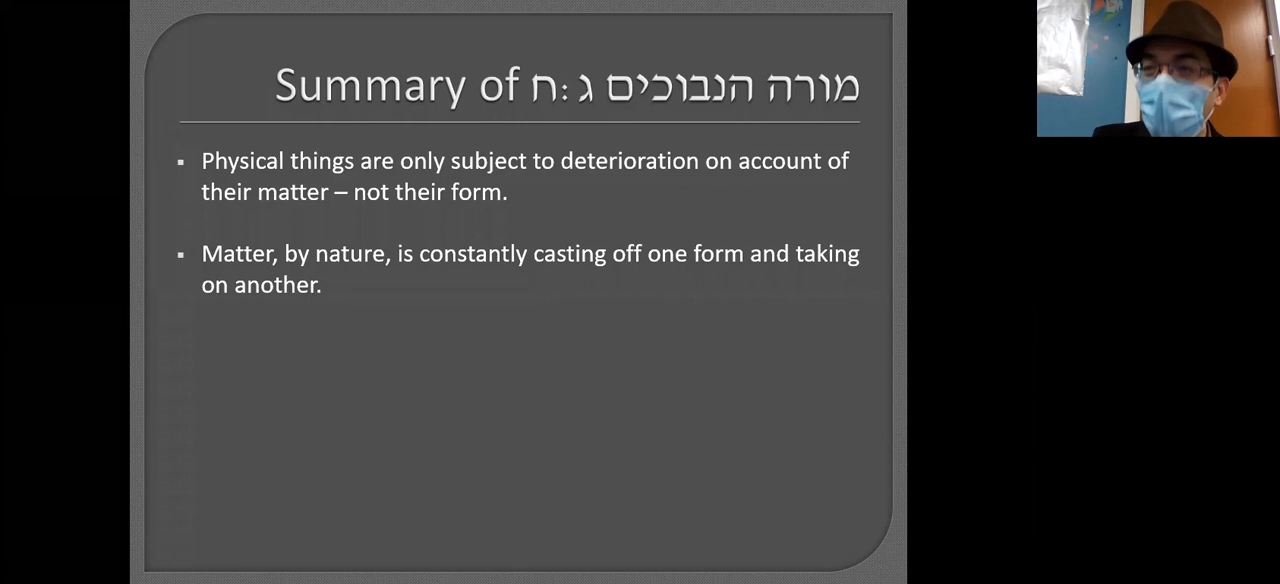 Summary of מורה הנבוכים ג:ח
Physical things are only subject to deterioration on account of
their matter – not their form.
Matter, by nature, is constantly casting off one form and taking
on another.